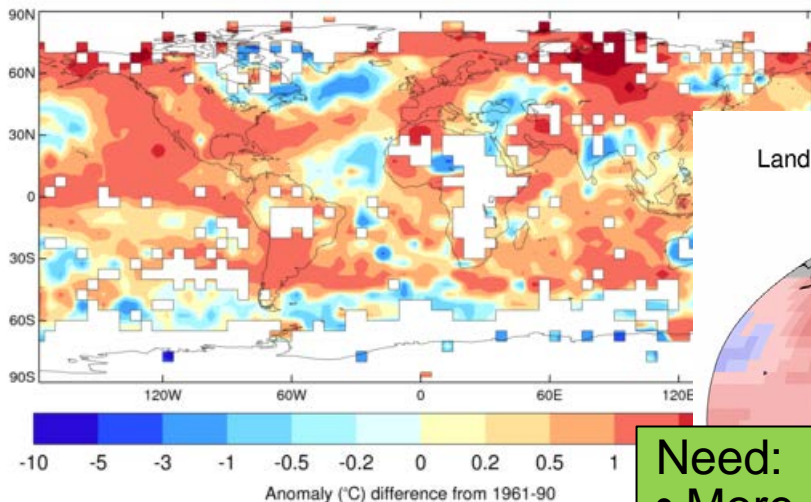 90N
60N
30N
0
30S
60S
90S
120W 60W 0 60E 120E
-10 -5 -3 -1 -0.5 -0.2 0 0.2 0.5 1
Anomaly (°C) difference from 1961-90
Land
Need: